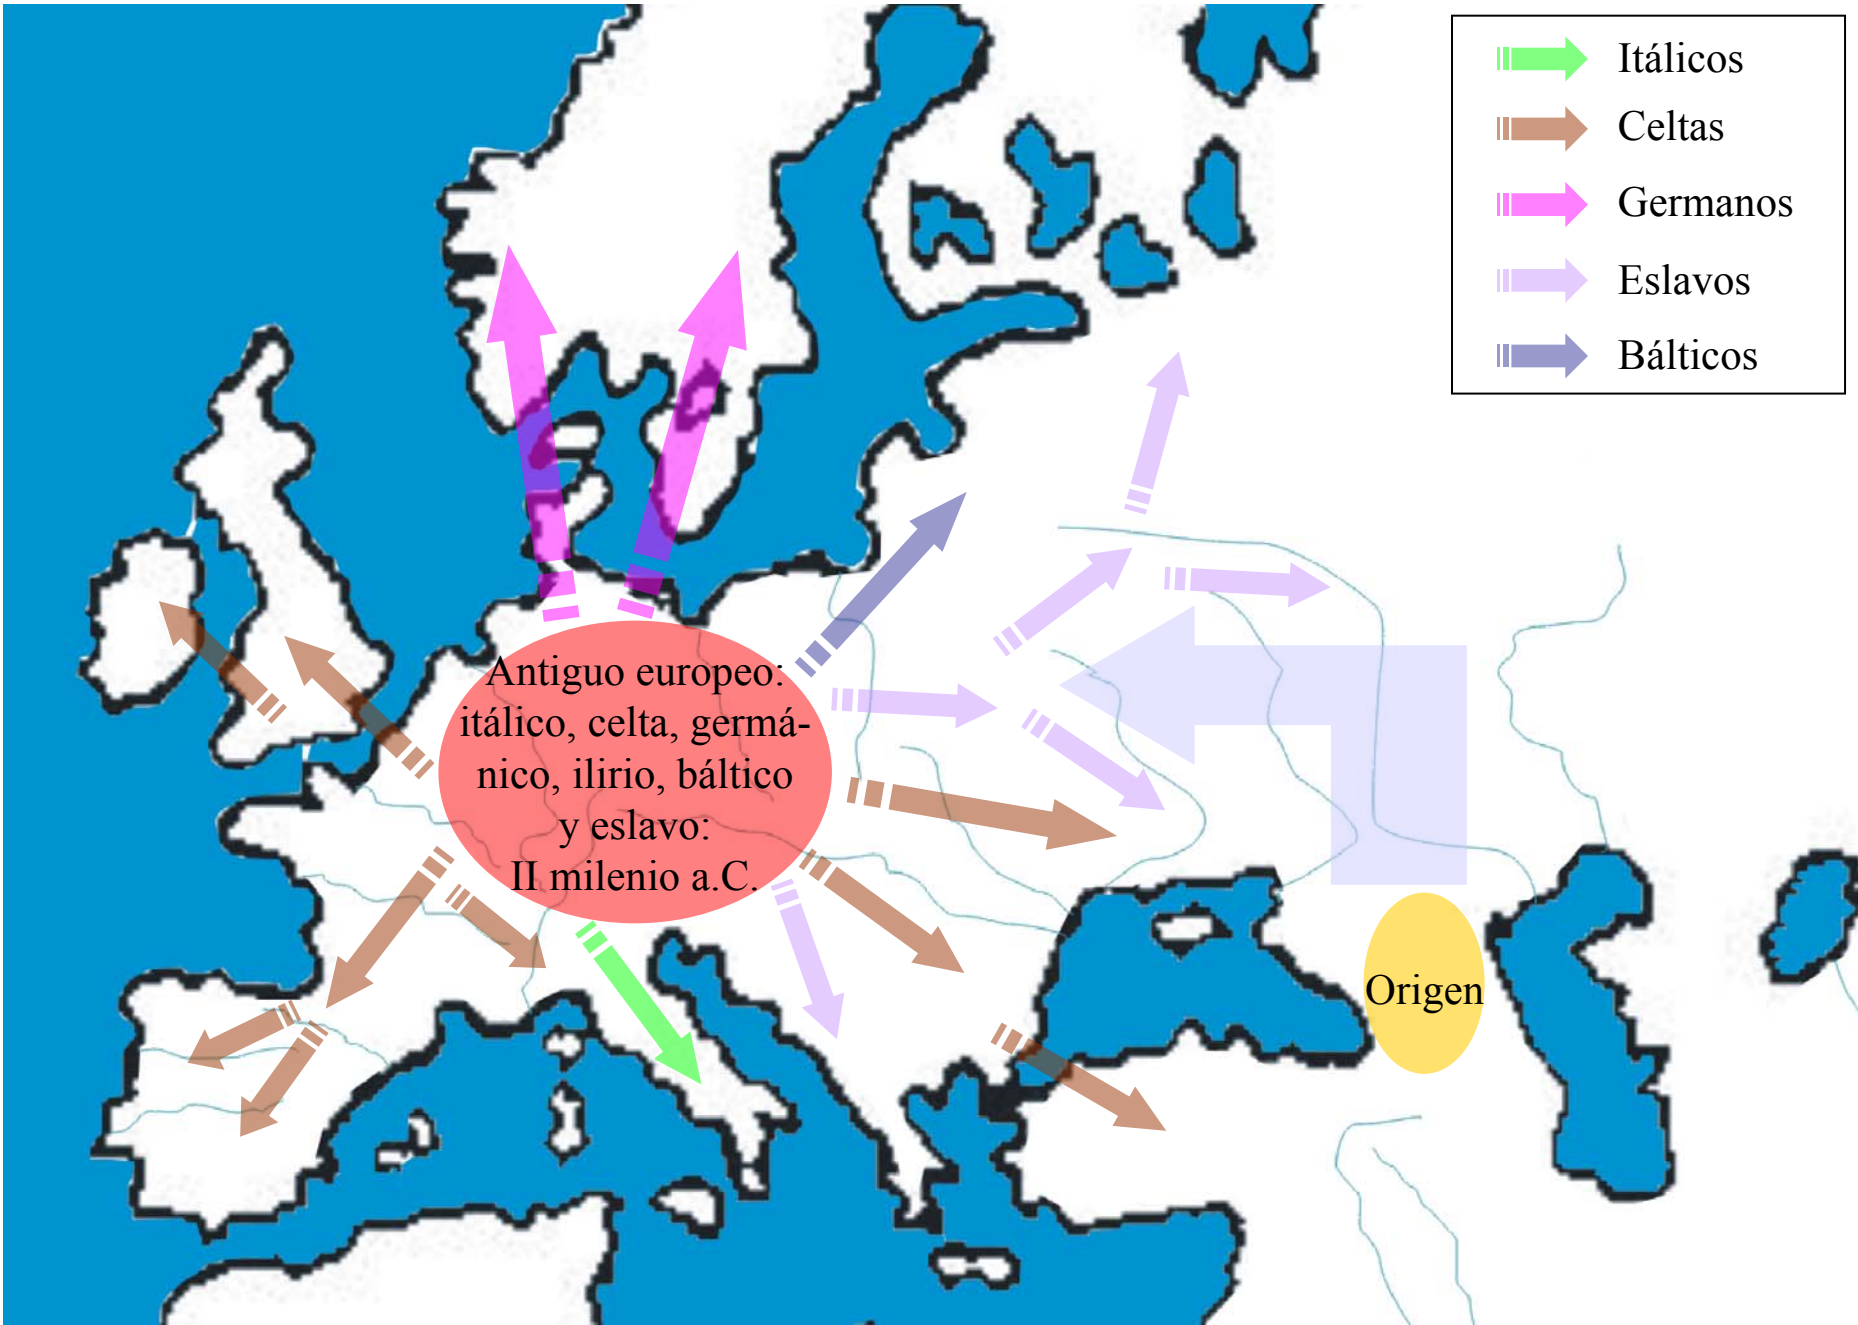 Itálicos
Celtas
Germanos
Eslavos
Bálticos
Antiguo europeo:
itálico, celta, germá-
nico, ilirio, báltico
y eslavo:
II milenio a.C.
Origen